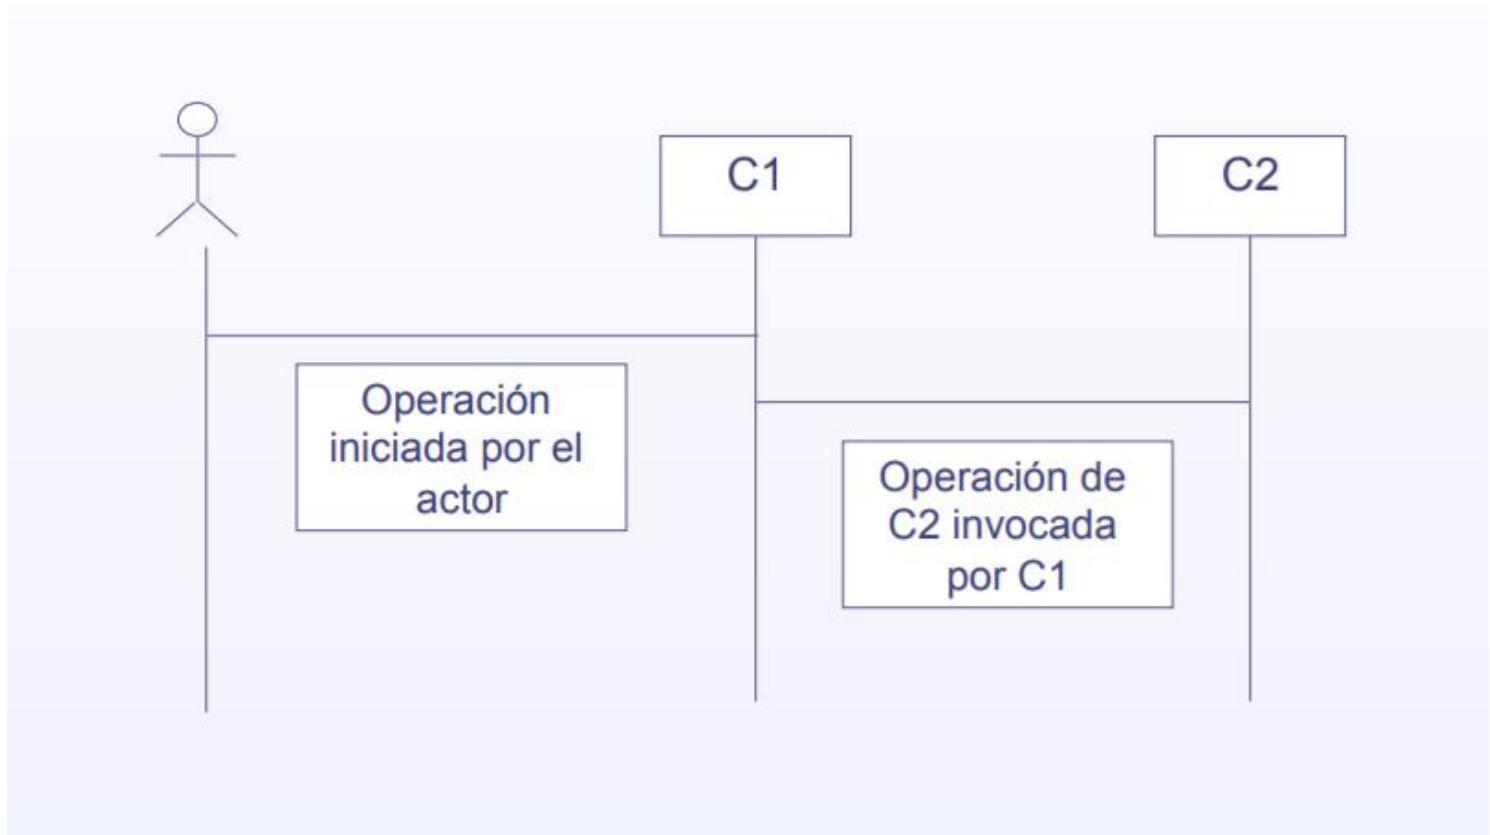 C1
C2
Operación
iniciada por el
actor
Operación de
C2 invocada
por C1